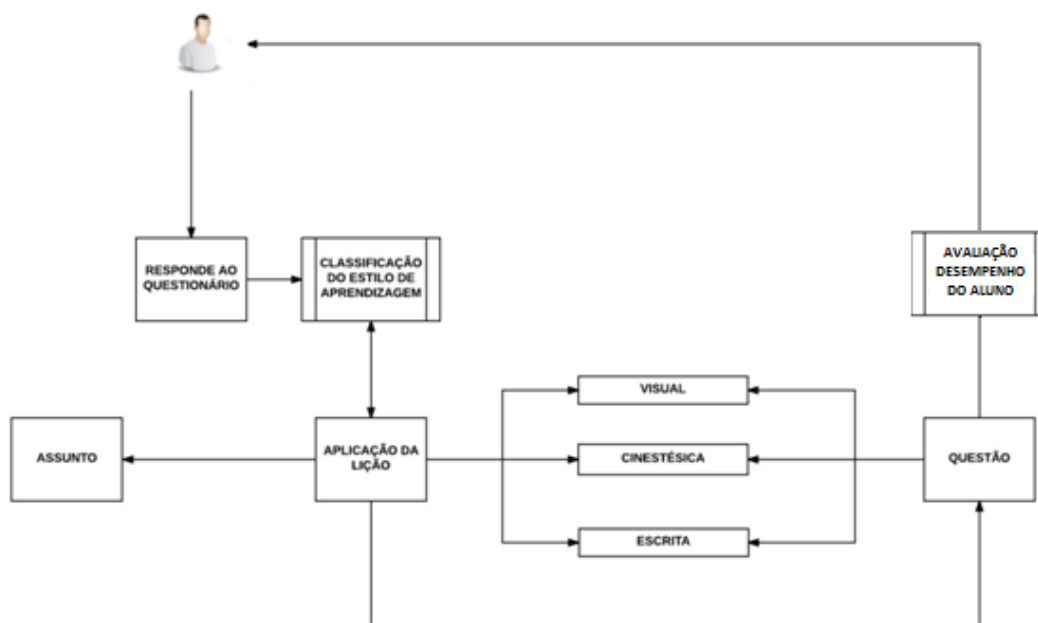 RESPONDE AO
QUESTIONÁRIO
CLASSIFICAÇÃO
DO ESTILO DE
APRENDIZAGEM
AVALIAÇÃO
DESEMPENHO
DO ALUNO
VISUAL
ASSUNTO
APLICAÇÃO DA
LIÇÃO
CINESTÉSICA
QUESTÃO
ESCRITA